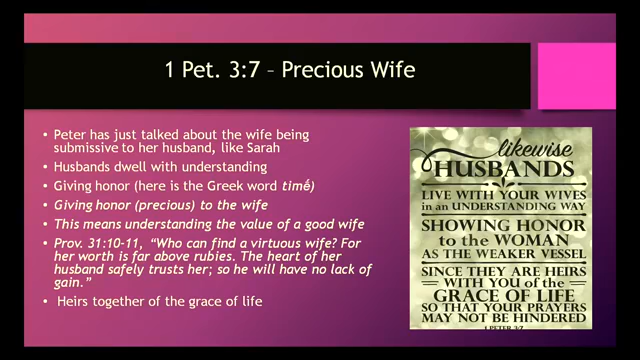 1 Pet. 3:7 – Precious Wife
• Peter has just talked about the wife being
submissive to her husband, like Sarah
• Husbands dwell with understanding
• Giving honor (here is the Greek word timḗ)
• Giving honor (precious) to the wife
• This means understanding the value of a good wife
• Prov. 31:10-11, “Who can find a virtuous wife? For
her worth is far above rubies. The heart of her
husband safely trusts her; so he will have no lack of
gain.”
• Heirs together of the grace of life
likewise
HUSBANDS
LIVE WITH YOUR WIVES
in an UNDERSTANDING WAY
SHOWING HONOR
to the WOMAN
AS THE WEAKER VESSEL
SINCE THEY ARE HEIRS
WITH YOU of the
GRACE OF LIFE
SO THAT YOUR PRAYERS
MAY NOT BE HINDERED
1 PETER 3:7